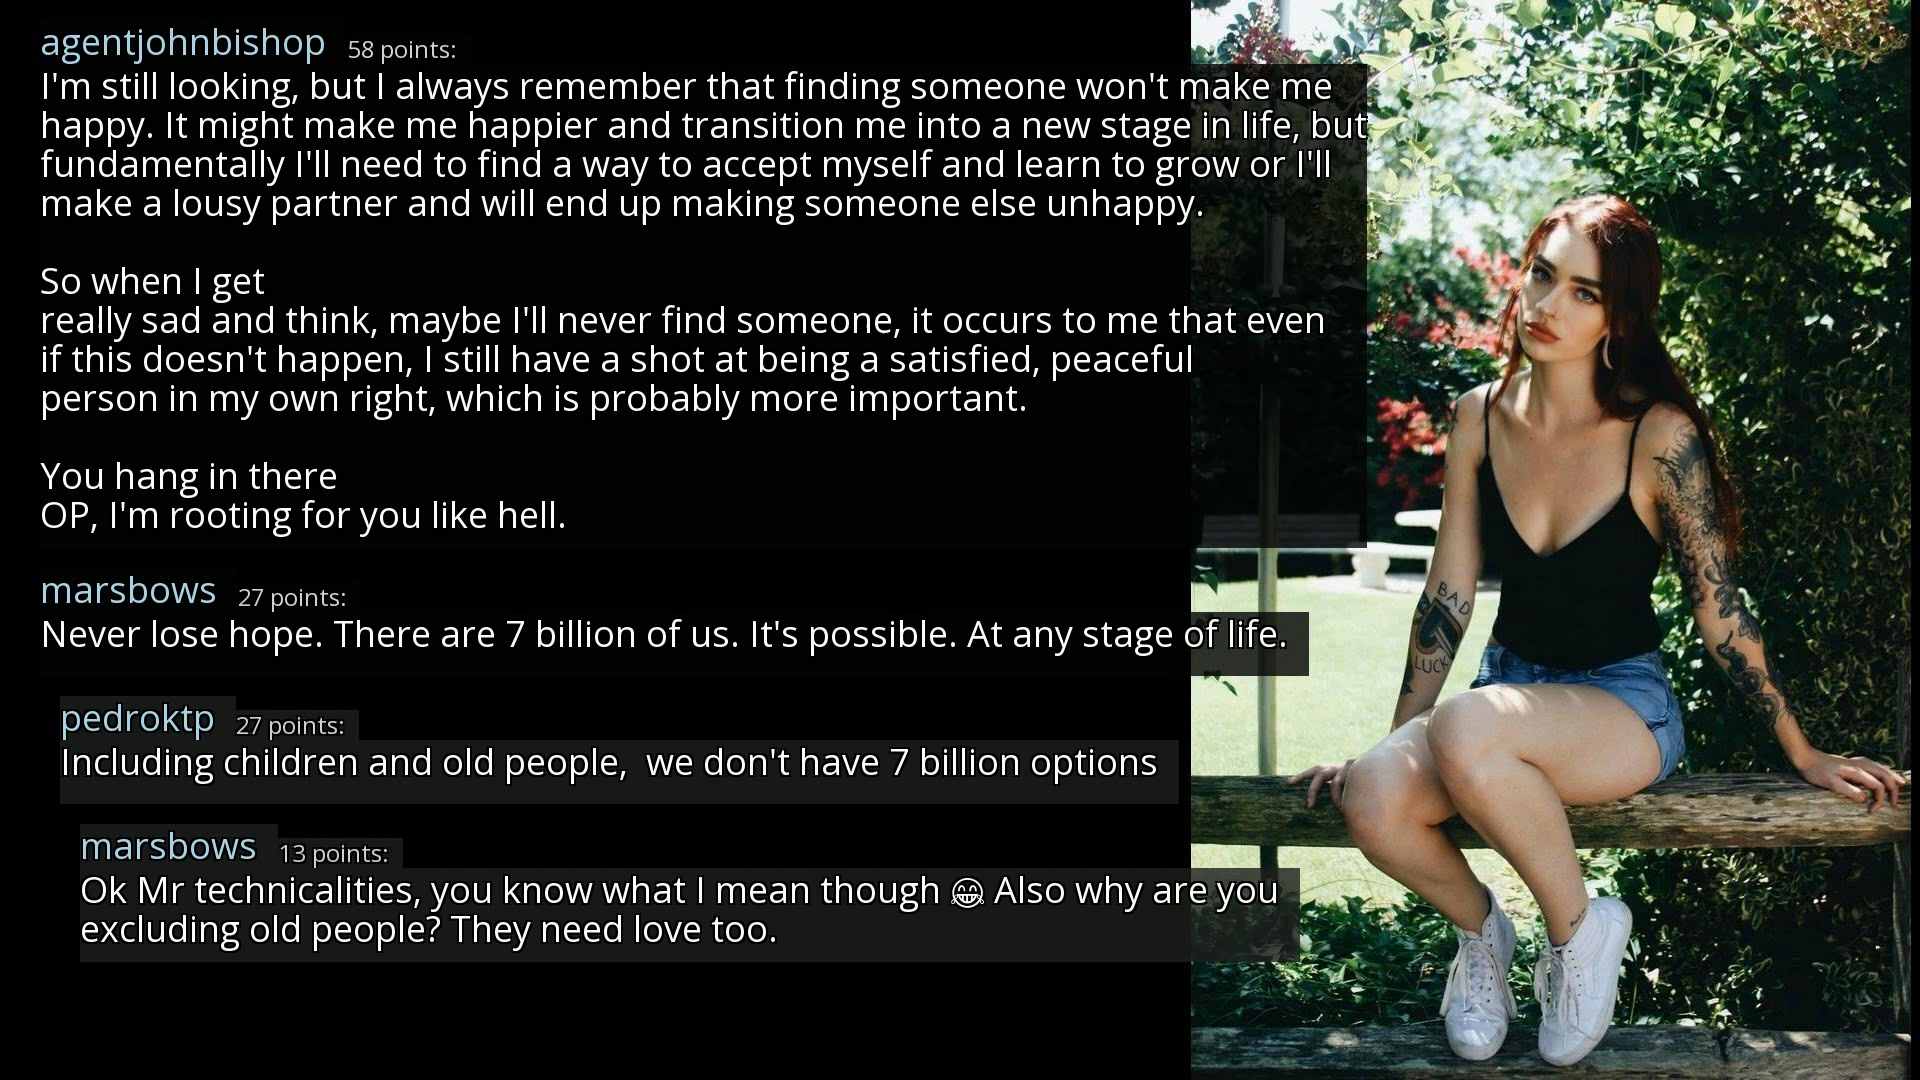 agentjohnbishop 58 points:
I'm still looking, but I always remember that finding someone won't make me
happy. It might make me happier and transition me into a new stage in life, but
fundamentally I'll need to find a way to accept myself and learn to grow or I'll
make a lousy partner and will end up making someone else unhappy.
So when I get
really sad and think, maybe I'll never find someone, it occurs to me that even
if this doesn't happen, I still have a shot at being a satisfied, peaceful
person in my own right, which is probably more important.
You hang in there
OP, I'm rooting for you like hell.
marsbows 27 points:
Never lose hope. There are 7 billion of us. It's possible. At any stage of life.
pedroktp 27 points:
Including children and old people,  we don't have 7 billion options
marsbows 13 points:
Ok Mr technicalities, you know what I mean though 😂 Also why are you
excluding old people? They need love too.
BAD
LUCK